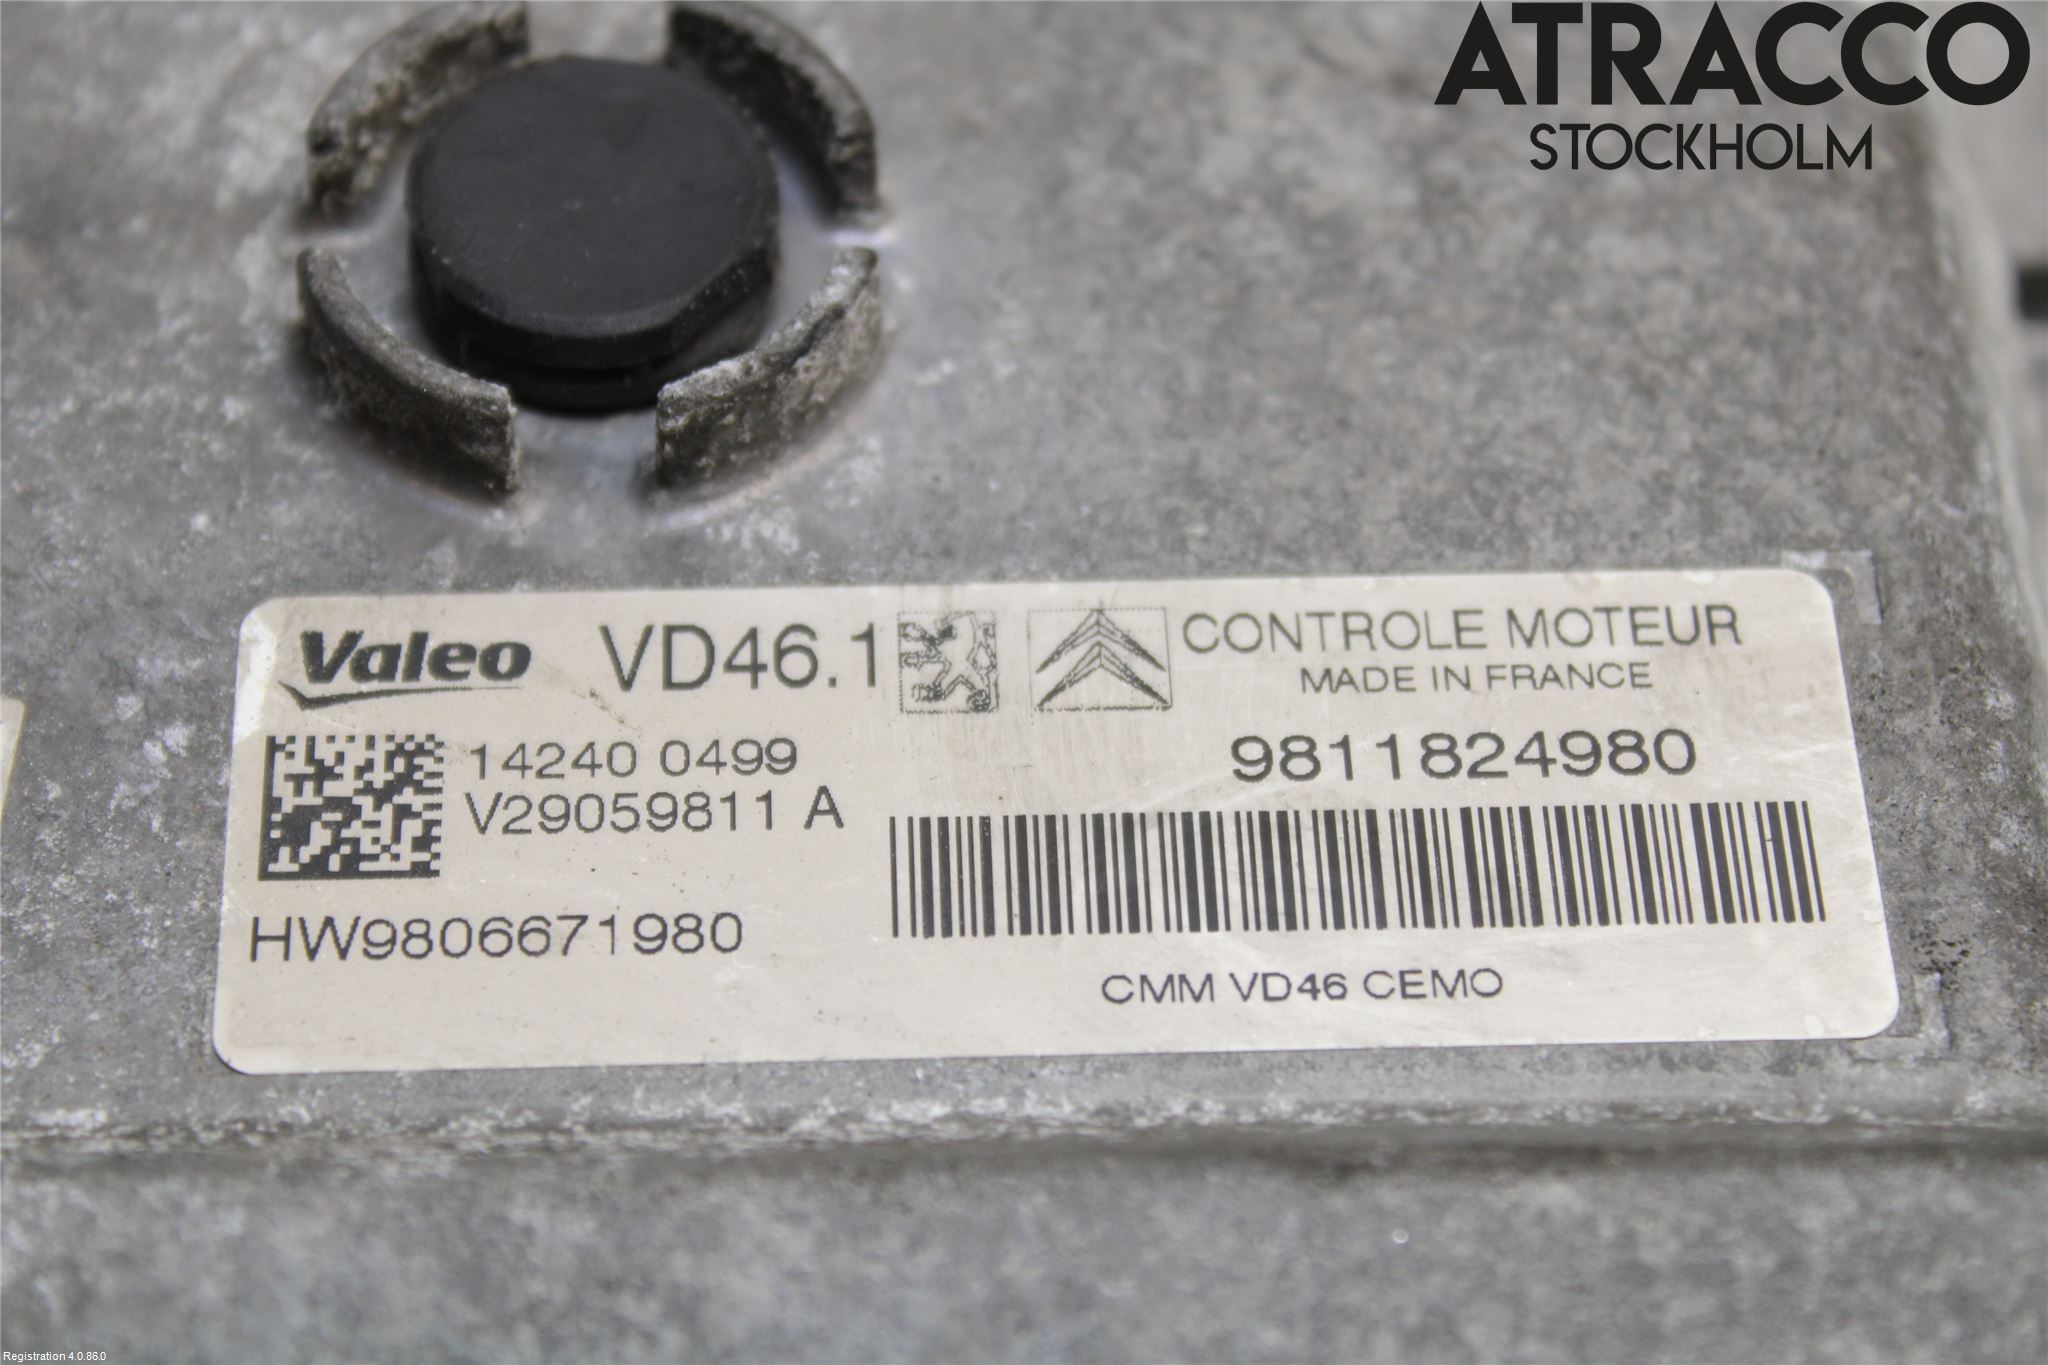 ATRACCO
STOCKHOLM
Valeo VD46.1 CONTROLE MOTEUR
MADE IN FRANCE
14240 0499
V29059811 A
9811824980
HW9806671980
CMM VD46 CEMO
Registration 4.0.86.0